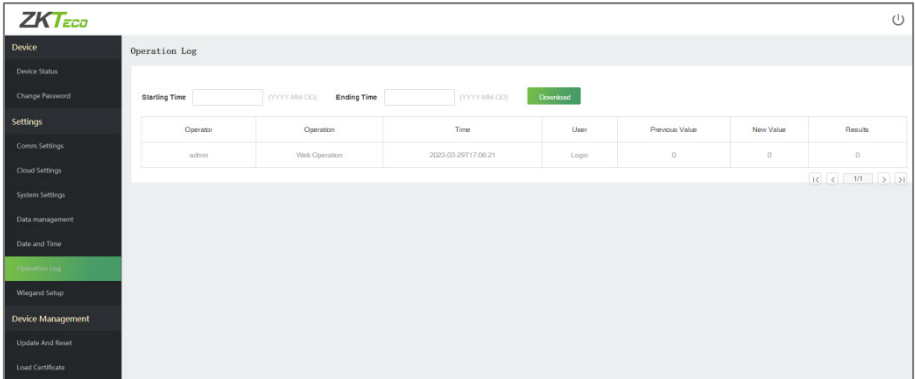 ZKTeco
Device
Device Status
Change Password
Settings
Comm Settings
Cloud Settings
System Settings
Data management
Date and Time
Operation Log
Wiegand Setup
Device Management
Update And Reset
Load Certificate
Operation Log
Starting Time (YYYY-MM-DD) Ending Time (YYYY-MM-DD) Download
Operator Operation Time User Previous Value New Value Results
admin Web Operation 2023-03-29T17:06:21 Login 0 0 0
1/1